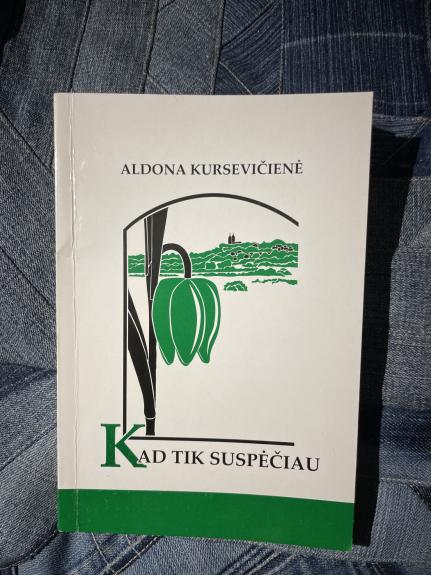 ALDONA KURSEVIČIENĖ
KAD TIK SUSPĖČIAU